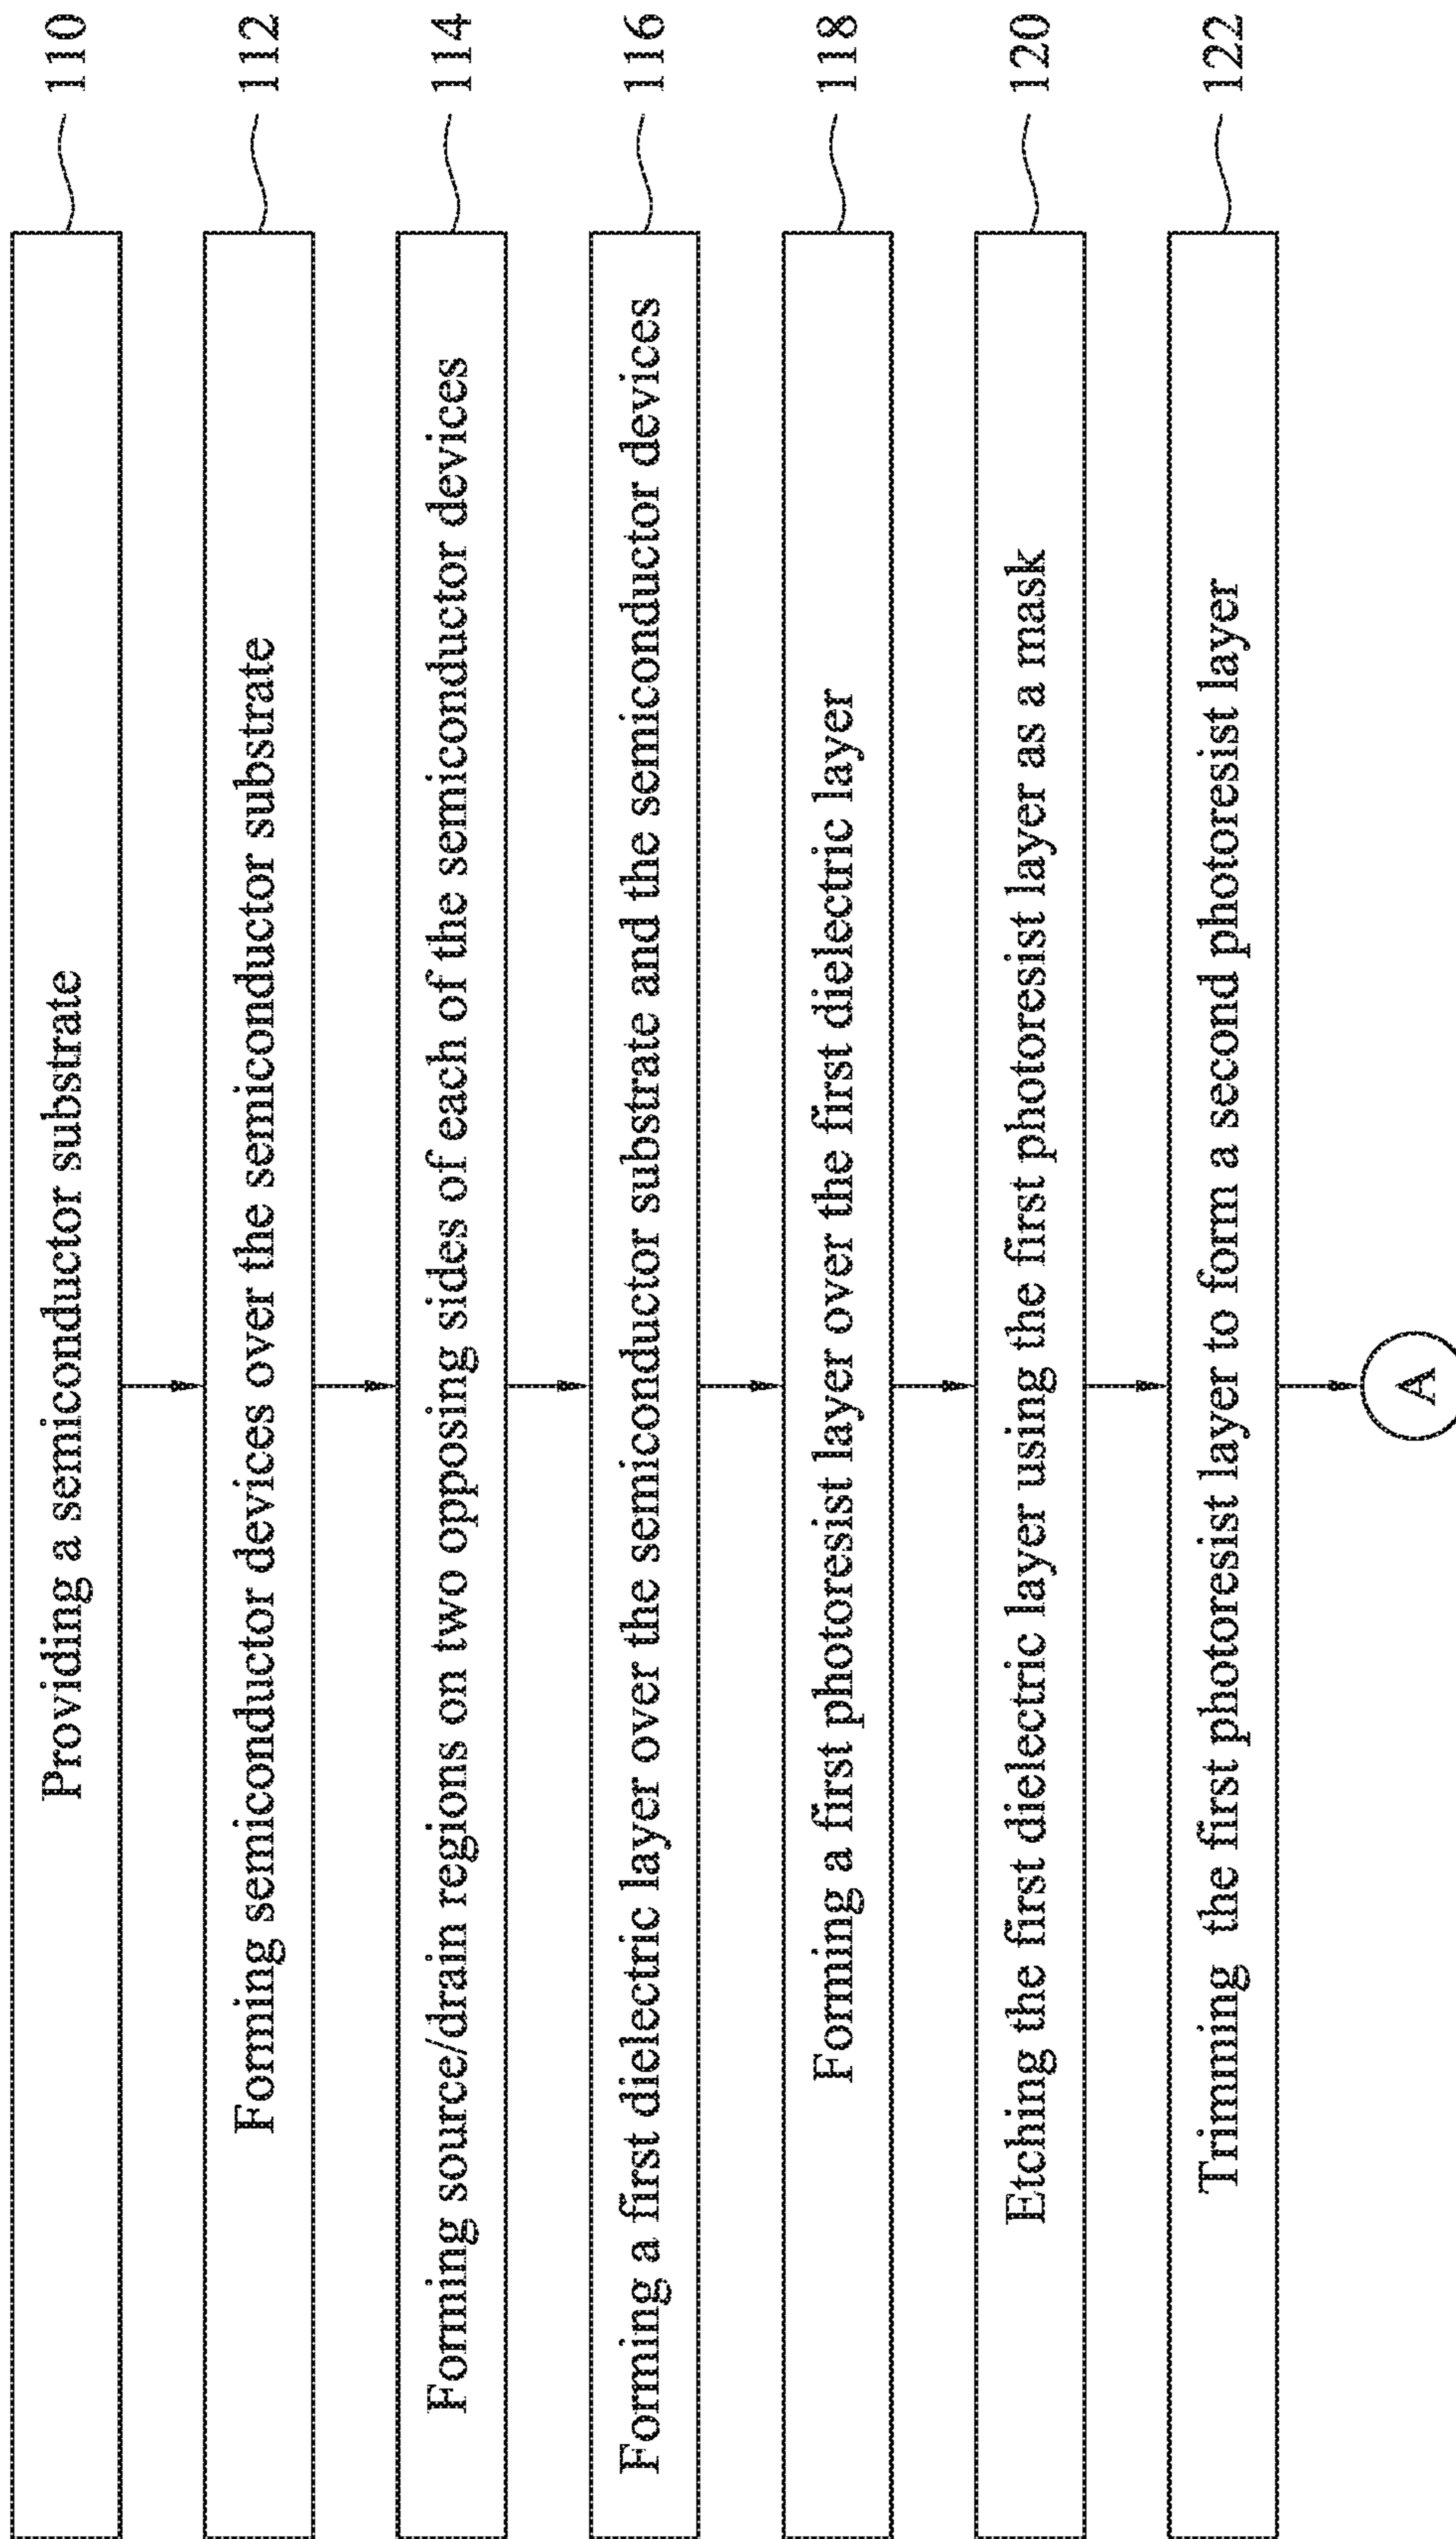 Providing a semiconductor substrate 110
Forming semiconductor devices over the semiconductor substrate 112
Forming source/drain regions on two opposing sides of each of the semiconductor devices 114
Forming a first dielectric layer over the semiconductor substrate and the semiconductor devices 116
Forming a first photoresist layer over the first dielectric layer 118
Etching the first dielectric layer using the first photoresist layer as a mask 120
Trimming the first photoresist layer to form a second photoresist layer 122
A